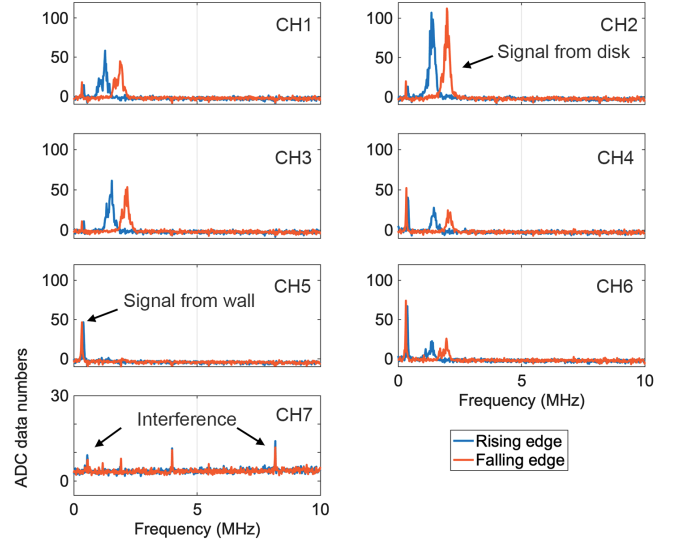 100
50
0
CH1
100
50
0
CH2
Signal from disk
100
50
0
CH3
100
50
0
CH4
100
50
0
CH5
Signal from wall
100
50
0
CH6
0
5
10
Frequency (MHz)
ADC data numbers
30
0
CH7
Interference
0
5
10
Frequency (MHz)
Rising edge
Falling edge